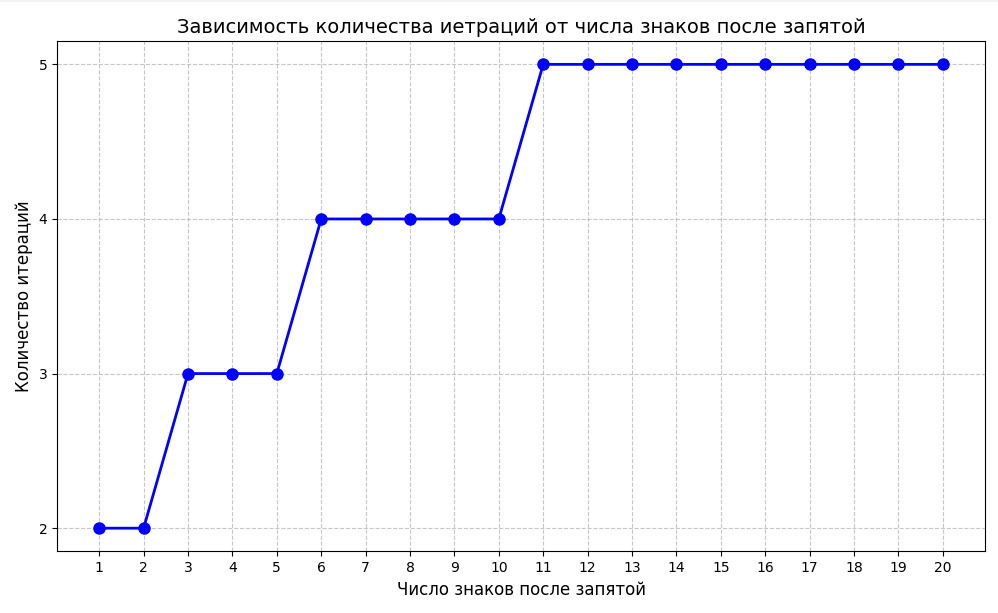 Зависимость количества иетраций от числа знаков после запятой
Количество итераций
5
4
3
2
1 2 3 4 5 6 7 8 9 10 11 12 13 14 15 16 17 18 19 20
Число знаков после запятой